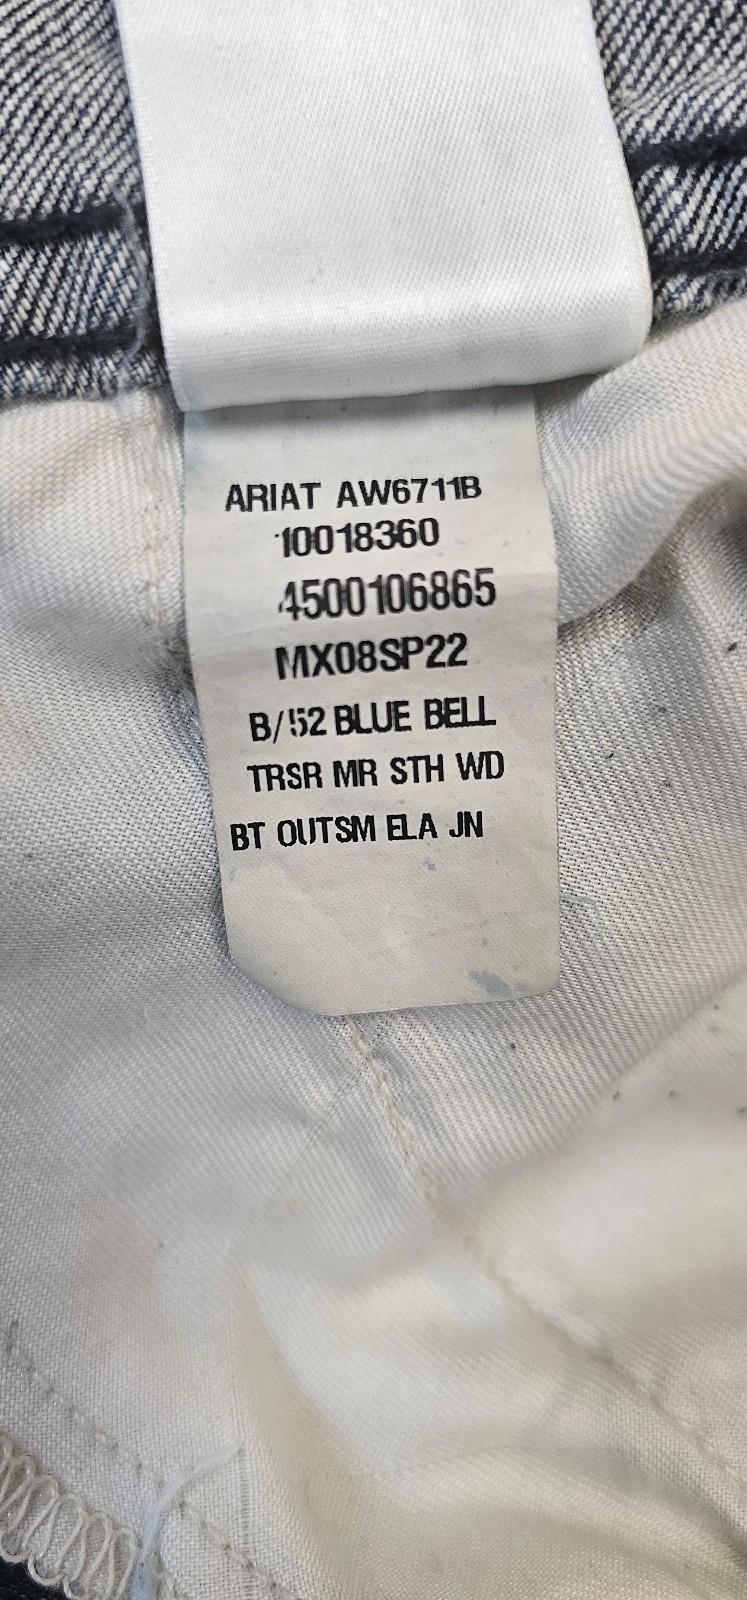 ARIAT AW6711B
10018360
4500106865
MX08SP22
B/52 BLUE BELL
TRSR MR STH WD
BT OUTSM ELA JN